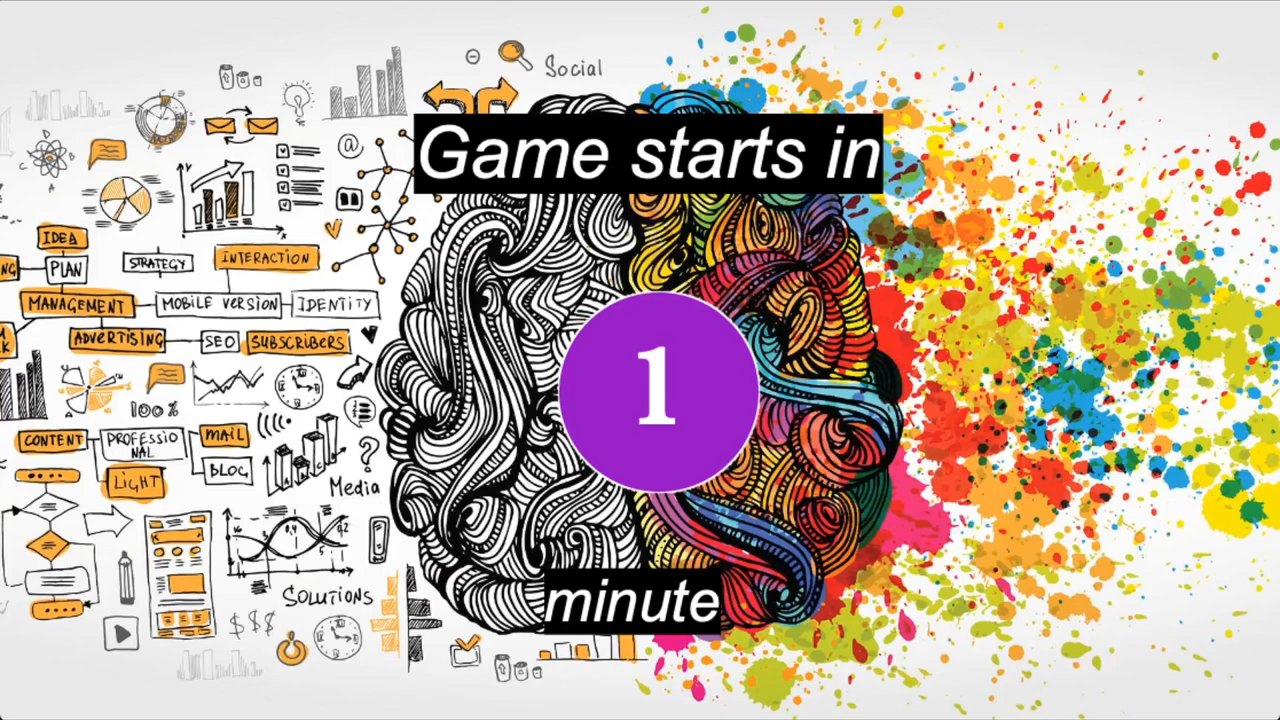 Social
@
Game starts in
IDEA
NG
PLAN
STRATEGY
INTERACTION
MANAGEMENT
MOBILE VERSION
IDENTITY
ADVERTISING
SEO
SUBSCRIBERS
1
100%
CONTENT
PROFESSIO
NAL
MAIL
BLOG
LIGHT
?
Media
SOLUTIONS
$$$
minute